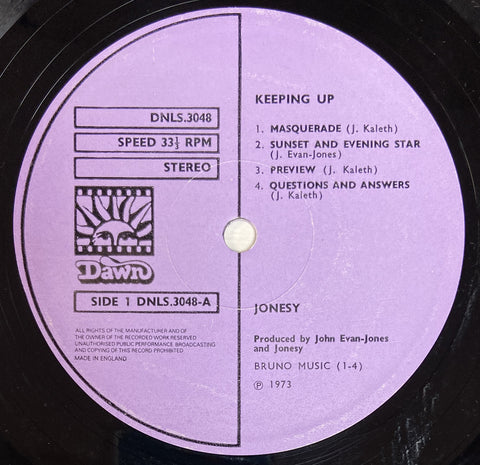 DNLS.3048
SPEED 33⅓ RPM
STEREO
Dawn
SIDE 1 DNLS.3048-A
ALL RIGHTS OF THE MANUFACTURER AND OF
THE OWNER OF THE RECORDED WORK RESERVED
UNAUTHORISED PUBLIC PERFORMANCE BROADCASTING
AND COPYING OF THIS RECORD PROHIBITED
MADE IN ENGLAND
KEEPING UP
1. MASQUERADE (J. Kaleth)
2. SUNSET AND EVENING STAR
(J. Evan-Jones)
3. PREVIEW (J. Kaleth)
4. QUESTIONS AND ANSWERS
(J. Kaleth)
JONESY
Produced by John Evan-Jones
and Jonesy
BRUNO MUSIC (1-4)
℗ 1973